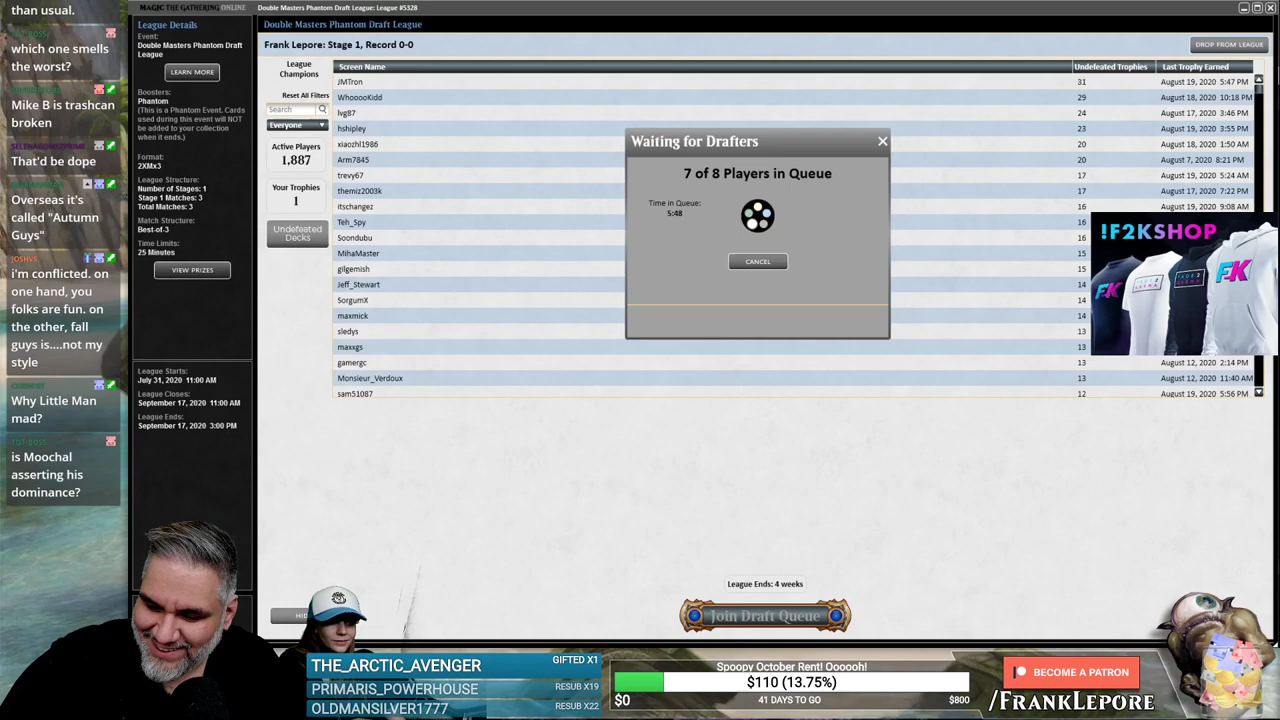 than usual.
which one smells
the worst?
Mike B is trashcan
broken
That'd be dope
Overseas it's
called "Autumn
Guys"
JOSHVS
i'm conflicted. on
one hand, you
folks are fun. on
the other, fall
guys is....not my
style
Why Little Man
mad?
TOT_BOSS
is Moochal
asserting his
dominance?
MAGIC THE GATHERING ONLINE
Double Masters Phantom Draft League: League #5328
League Details
Event:
Double Masters Phantom Draft
League
LEARN MORE
Boosters:
Phantom
(This is a Phantom Event. Cards
used during this event will NOT
be added to your collection
when it ends.)
Format:
2XMx3
League Structure:
Number of Stages: 1
Stage 1 Matches: 3
Total Matches: 3
Match Structure:
Best-of-3
Time Limits:
25 Minutes
VIEW PRIZES
League Starts:
July 31, 2020 11:00 AM
League Closes:
September 17, 2020 11:00 AM
League Ends:
September 17, 2020 3:00 PM
Double Masters Phantom Draft League
Frank Lepore: Stage 1, Record 0-0
DROP FROM LEAGUE
League
Champions
Reset All Filters
Search
Everyone
Active Players
1,887
Your Trophies
1
Undefeated
Decks
Screen Name Undefeated Trophies Last Trophy Earned
JMTron 31 August 19, 2020 5:47 PM
WhooooKidd 29 August 18, 2020 10:18 PM
lvg87 24 August 17, 2020 3:46 PM
hshipley 23 August 19, 2020 3:55 PM
xiaozhl1986 20 August 18, 2020 1:50 AM
Arm7845 20 August 7, 2020 8:21 PM
trevy67 17 August 19, 2020 5:24 AM
themiz2003k 17 August 17, 2020 7:22 PM
itschangez 16 August 19, 2020 9:08 AM
Teh_Spy 16
Soondubu 16
MihaMaster 15
gilgemish 15
Jeff_Stewart 14
SorgumX 14
maxmick 14
sledys 13
maxxgs 13
gamergc 13 August 12, 2020 2:14 PM
Monsieur_Verdoux 13 August 12, 2020 11:40 AM
sam51087 12 August 19, 2020 5:56 PM
Waiting for Drafters
7 of 8 Players in Queue
Time in Queue:
5:48
CANCEL
!F2KSHOP
League Ends: 4 weeks
Join Draft Queue
HID
THE_ARCTIC_AVENGER GIFTED X1
PRIMARIS_POWERHOUSE RESUB X19
OLDMANSILVER1777 RESUB X22
Spoopy October Rent! Oooooh!
$110 (13.75%)
$0 41 DAYS TO GO $800
BECOME A PATRON
/FRANKLEPORE